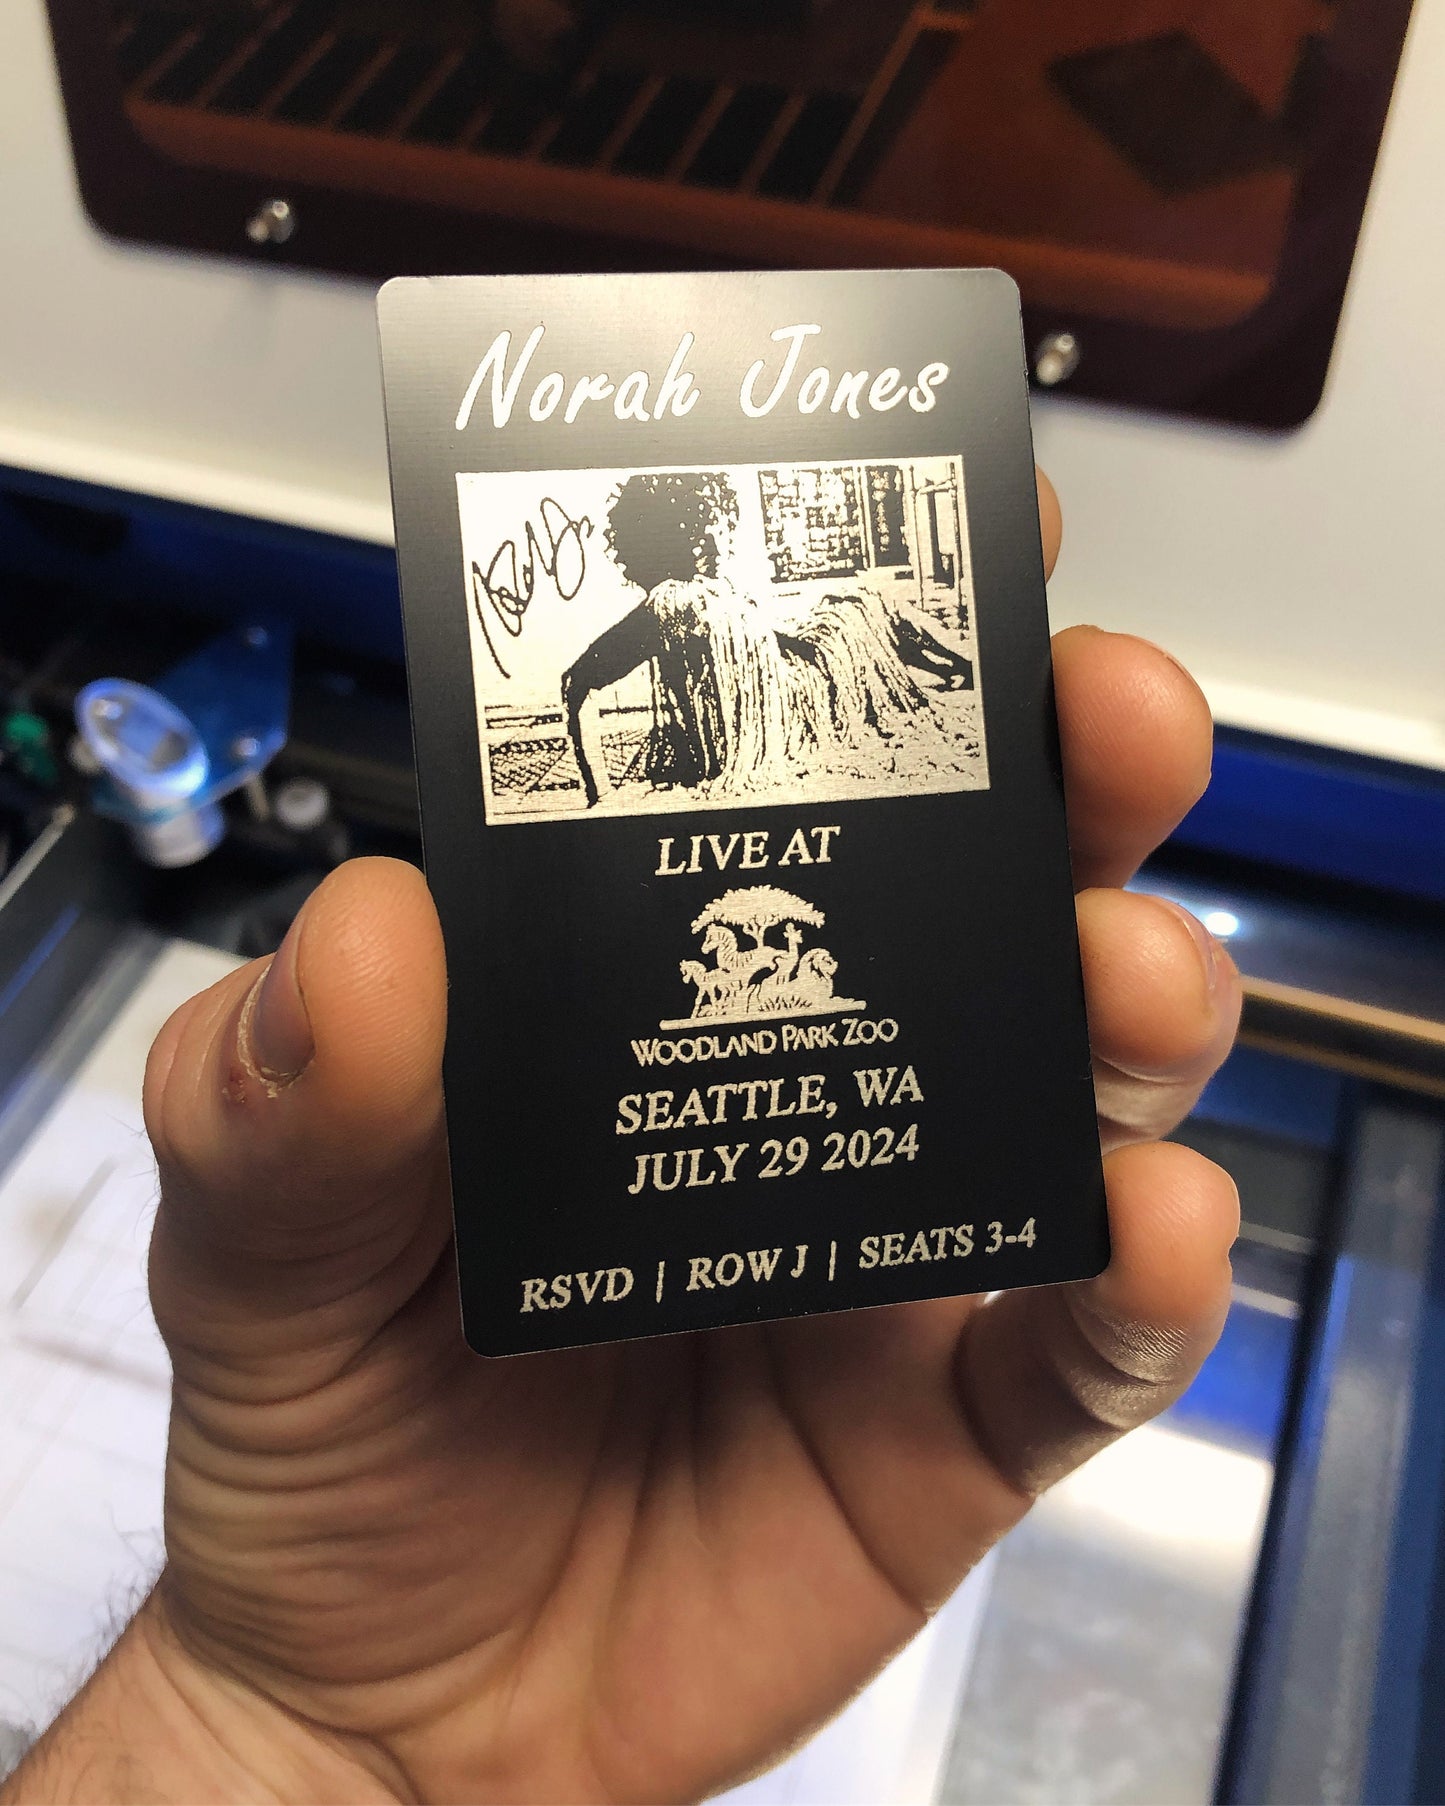 Norah Jones
LIVE AT
WOODLAND PARK ZOO
SEATTLE, WA
JULY 29 2024
RSVD | ROW J | SEATS 3-4